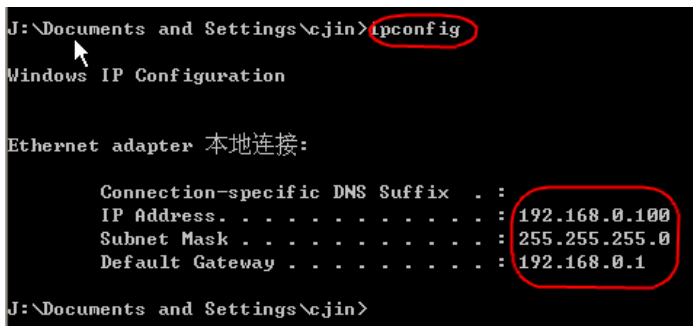 J:\Documents and Settings\cjin>ipconfig
Windows IP Configuration
Ethernet adapter 本地连接:
Connection-specific DNS Suffix . :
IP Address. . . . . . . . . . . . : 192.168.0.100
Subnet Mask . . . . . . . . . . . : 255.255.255.0
Default Gateway . . . . . . . . . : 192.168.0.1
J:\Documents and Settings\cjin>